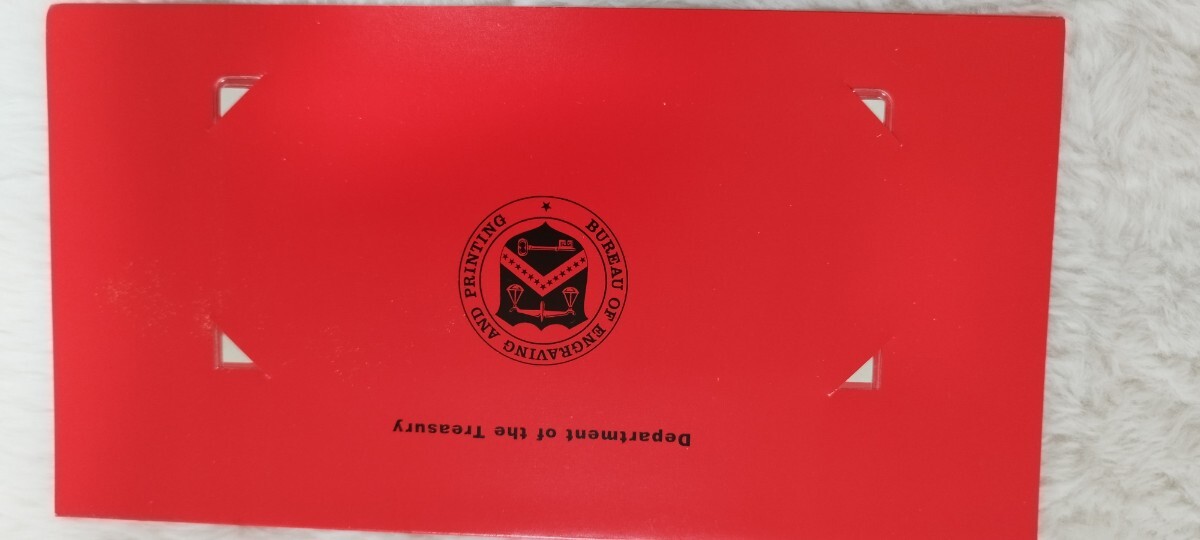 BUREAU OF ENGRAVING AND PRINTING
Department of the Treasury